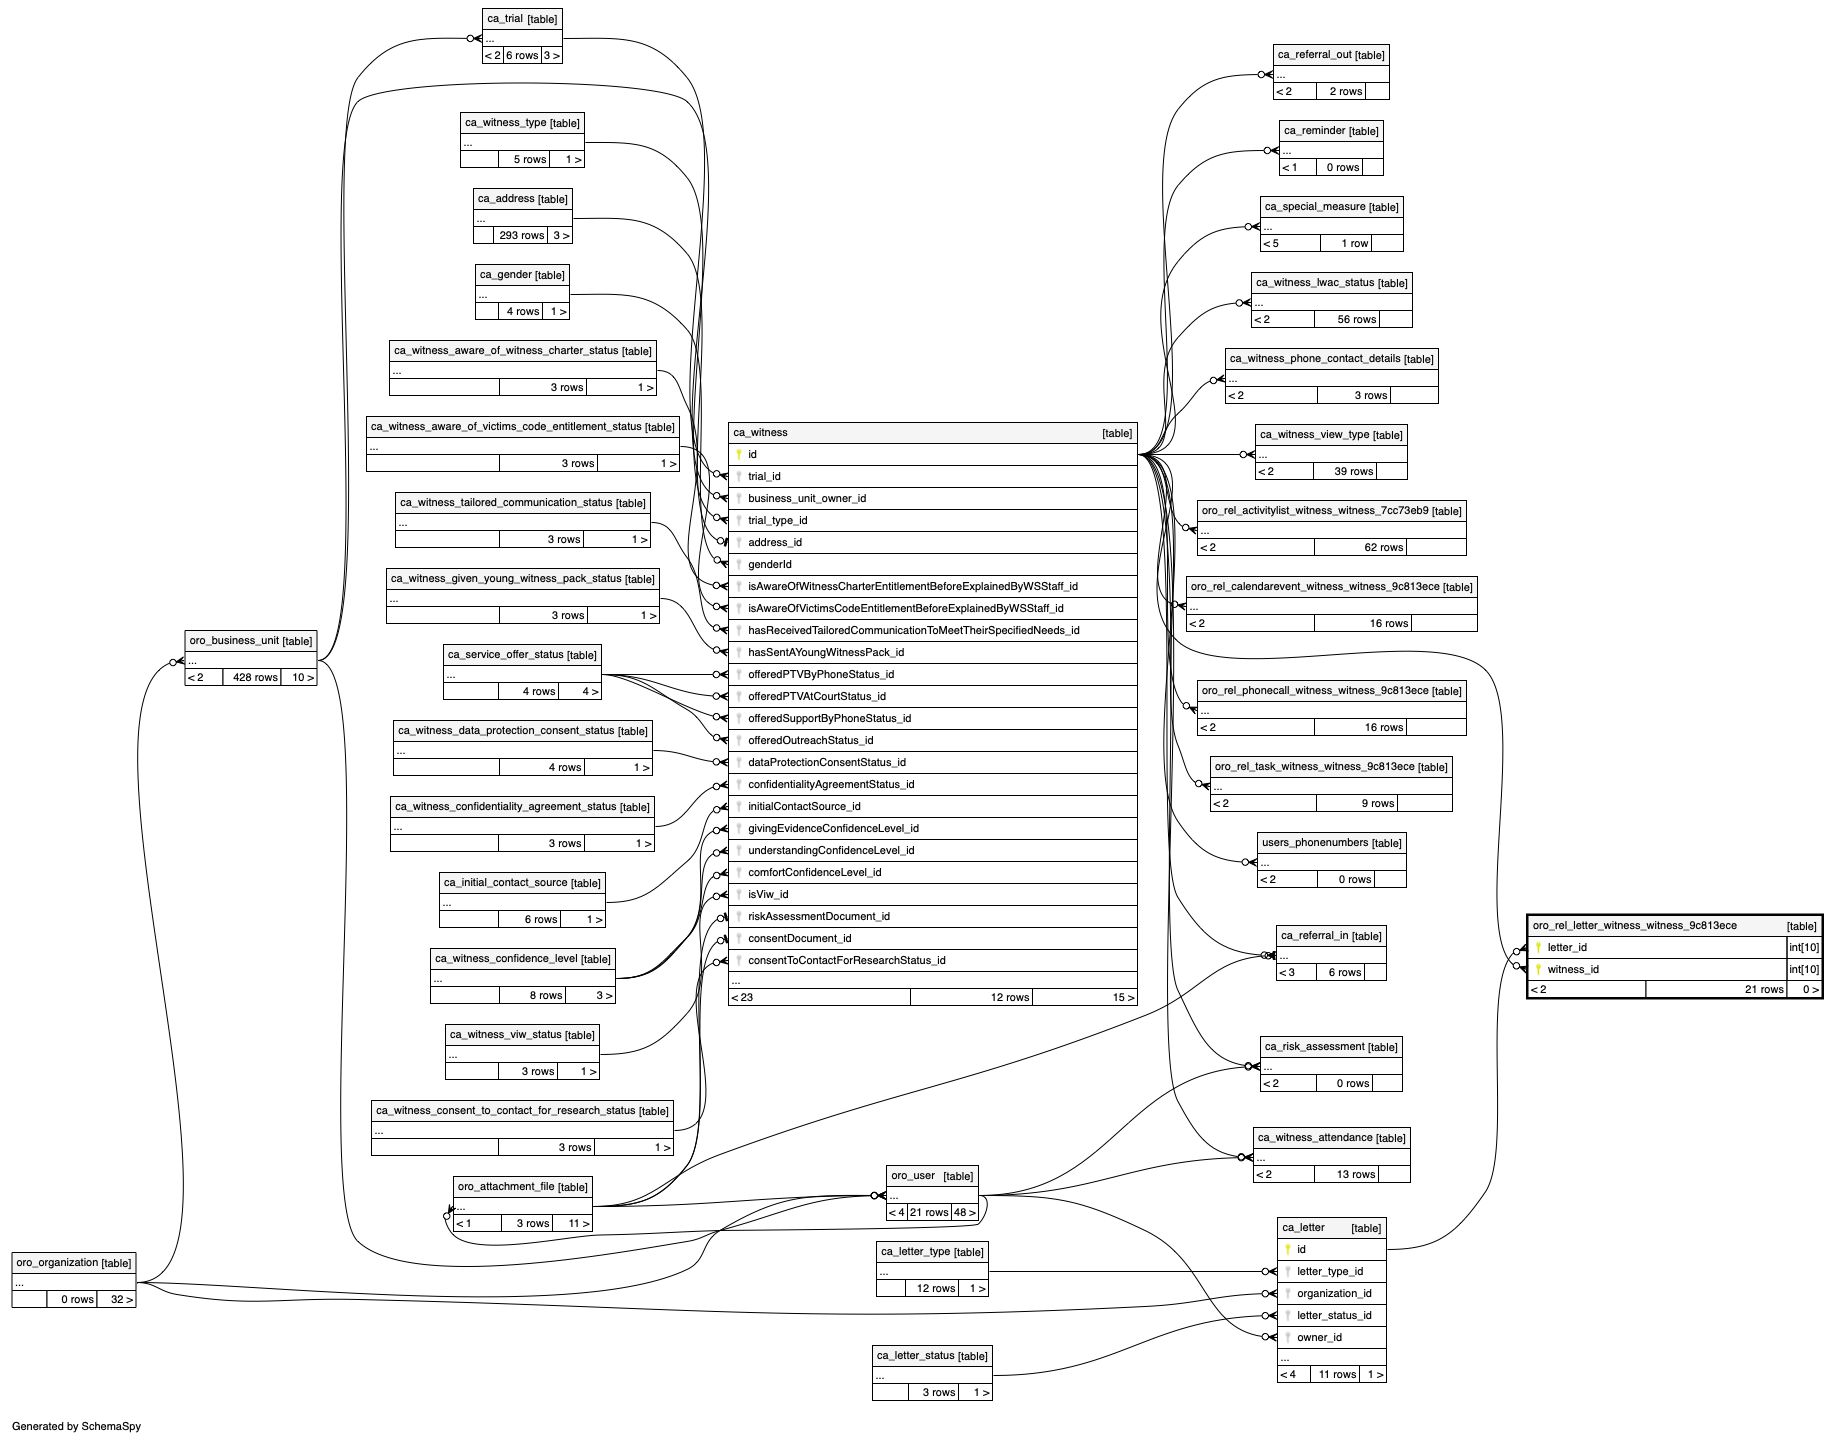 ca_trial [table]
...
< 2 6 rows 3 >
ca_witness_type [table]
...
5 rows 1 >
ca_address [table]
...
293 rows 3 >
ca_gender [table]
...
4 rows 1 >
ca_witness_aware_of_witness_charter_status [table]
...
3 rows 1 >
ca_witness_aware_of_victims_code_entitlement_status [table]
...
3 rows 1 >
ca_witness_tailored_communication_status [table]
...
3 rows 1 >
ca_witness_given_young_witness_pack_status [table]
...
3 rows 1 >
oro_business_unit [table]
...
< 2 428 rows 10 >
ca_service_offer_status [table]
...
4 rows 4 >
ca_witness_data_protection_consent_status [table]
...
4 rows 1 >
ca_witness_confidentiality_agreement_status [table]
...
3 rows 1 >
ca_initial_contact_source [table]
...
6 rows 1 >
ca_witness_confidence_level [table]
...
8 rows 3 >
ca_witness_viw_status [table]
...
3 rows 1 >
ca_witness_consent_to_contact_for_research_status [table]
...
3 rows 1 >
oro_attachment_file [table]
...
< 1 3 rows 11 >
oro_organization [table]
...
0 rows 32 >
ca_witness [table]
id
trial_id
business_unit_owner_id
trial_type_id
address_id
genderId
isAwareOfWitnessCharterEntitlementBeforeExplainedByWSStaff_id
isAwareOfVictimsCodeEntitlementBeforeExplainedByWSStaff_id
hasReceivedTailoredCommunicationToMeetTheirSpecifiedNeeds_id
hasSentAYoungWitnessPack_id
offeredPTVByPhoneStatus_id
offeredPTVAtCourtStatus_id
offeredSupportByPhoneStatus_id
offeredOutreachStatus_id
dataProtectionConsentStatus_id
confidentialityAgreementStatus_id
initialContactSource_id
givingEvidenceConfidenceLevel_id
understandingConfidenceLevel_id
comfortConfidenceLevel_id
isViw_id
riskAssessmentDocument_id
consentDocument_id
consentToContactForResearchStatus_id
...
< 23 12 rows 15 >
oro_user [table]
...
< 4 21 rows 48 >
ca_letter_type [table]
...
12 rows 1 >
ca_letter_status [table]
...
3 rows 1 >
ca_referral_out [table]
...
< 2 2 rows
ca_reminder [table]
...
< 1 0 rows
ca_special_measure [table]
...
< 5 1 row
ca_witness_lwac_status [table]
...
< 2 56 rows
ca_witness_phone_contact_details [table]
...
< 2 3 rows
ca_witness_view_type [table]
...
< 2 39 rows
oro_rel_activitylist_witness_witness_7cc73eb9 [table]
...
< 2 62 rows
oro_rel_calendarevent_witness_witness_9c813ece [table]
...
< 2 16 rows
oro_rel_phonecall_witness_witness_9c813ece [table]
...
< 2 16 rows
oro_rel_task_witness_witness_9c813ece [table]
...
< 2 9 rows
users_phonenumbers [table]
...
< 2 0 rows
ca_referral_in [table]
...
< 3 6 rows
ca_risk_assessment [table]
...
< 2 0 rows
ca_witness_attendance [table]
...
< 2 13 rows
ca_letter [table]
id
letter_type_id
organization_id
letter_status_id
owner_id
...
< 4 11 rows 1 >
oro_rel_letter_witness_witness_9c813ece [table]
letter_id int[10]
witness_id int[10]
< 2 21 rows 0 >
Generated by SchemaSpy